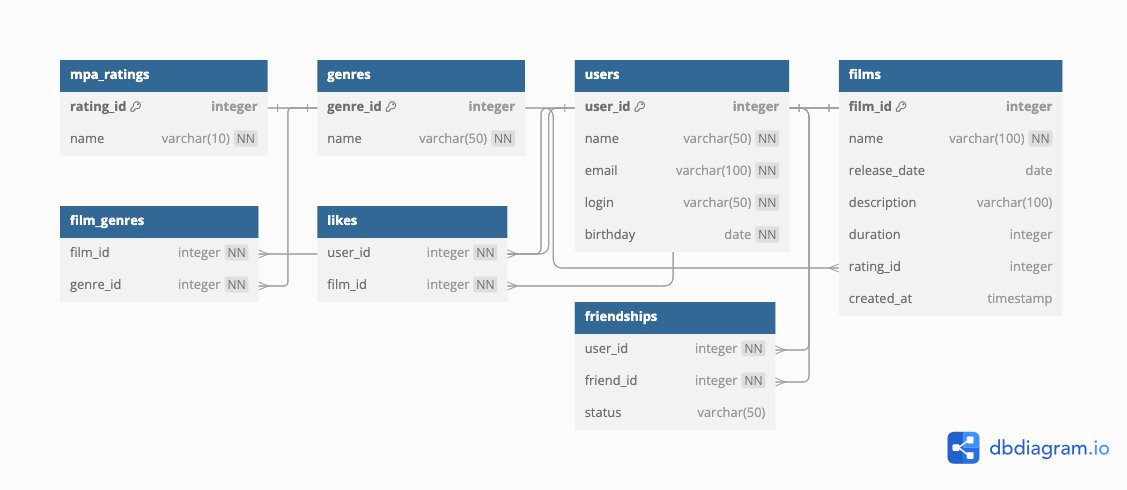 mpa_ratings
rating_id integer
name varchar(10) NN
genres
genre_id integer
name varchar(50) NN
users
user_id integer
name varchar(50) NN
email varchar(100) NN
login varchar(50) NN
birthday date NN
films
film_id integer
name varchar(100) NN
release_date date
description varchar(100)
duration integer
rating_id integer
created_at timestamp
film_genres
film_id integer NN
genre_id integer NN
likes
user_id integer NN
film_id integer NN
friendships
user_id integer NN
friend_id integer NN
status varchar(50)
dbdiagram.io